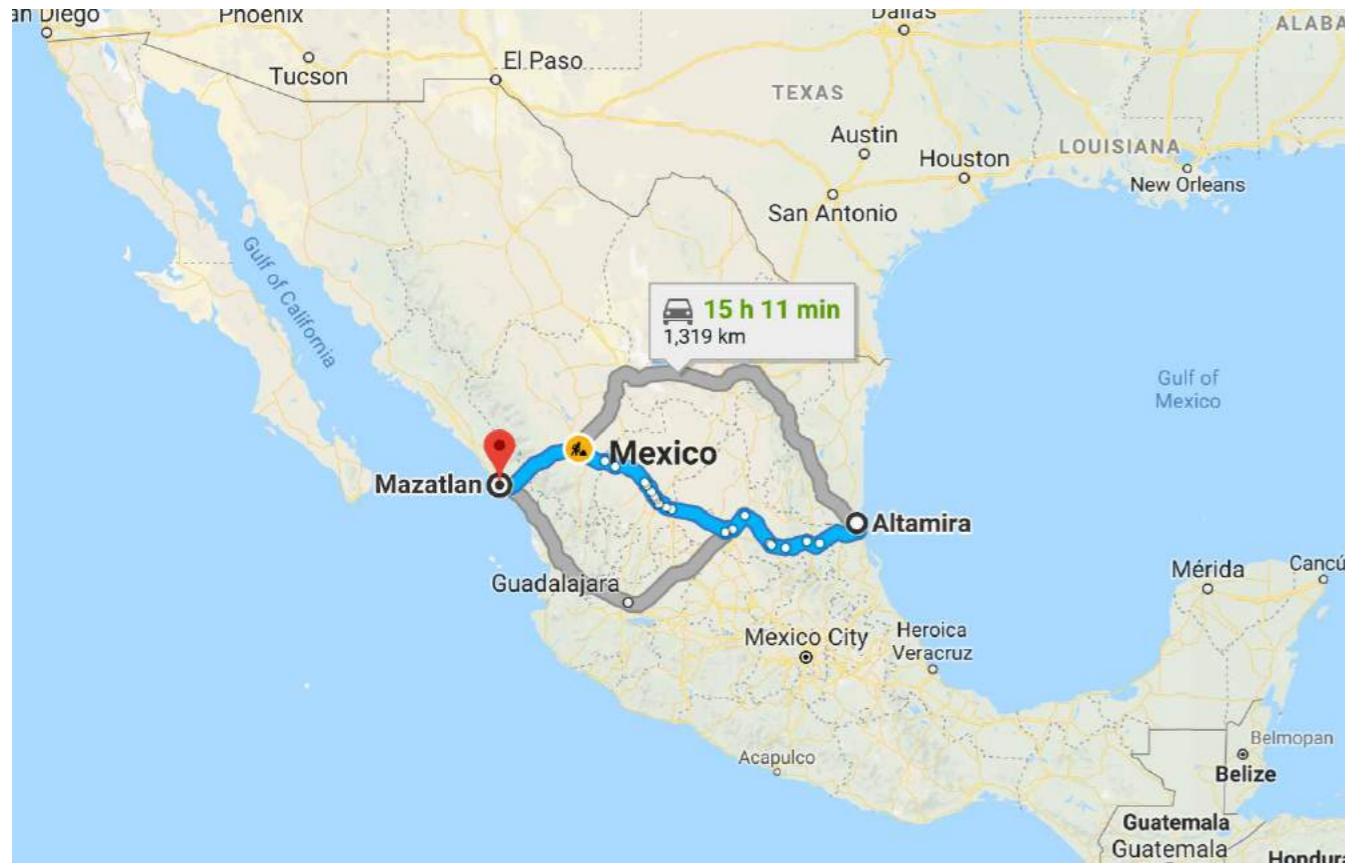 an Diego
Phoenix
Dallas
ALABA
Tucson
El Paso
TEXAS
Austin
Houston
LOUISIANA
New Orleans
San Antonio
Gulf of California
15 h 11 min
1,319 km
Gulf of
Mexico
Mexico
Mazatlan
Altamira
Guadalajara
Mérida
Cancú
Mexico City
Heroica
Veracruz
Acapulco
Belmopan
Belize
Guatemala
Guatemala
Hondura